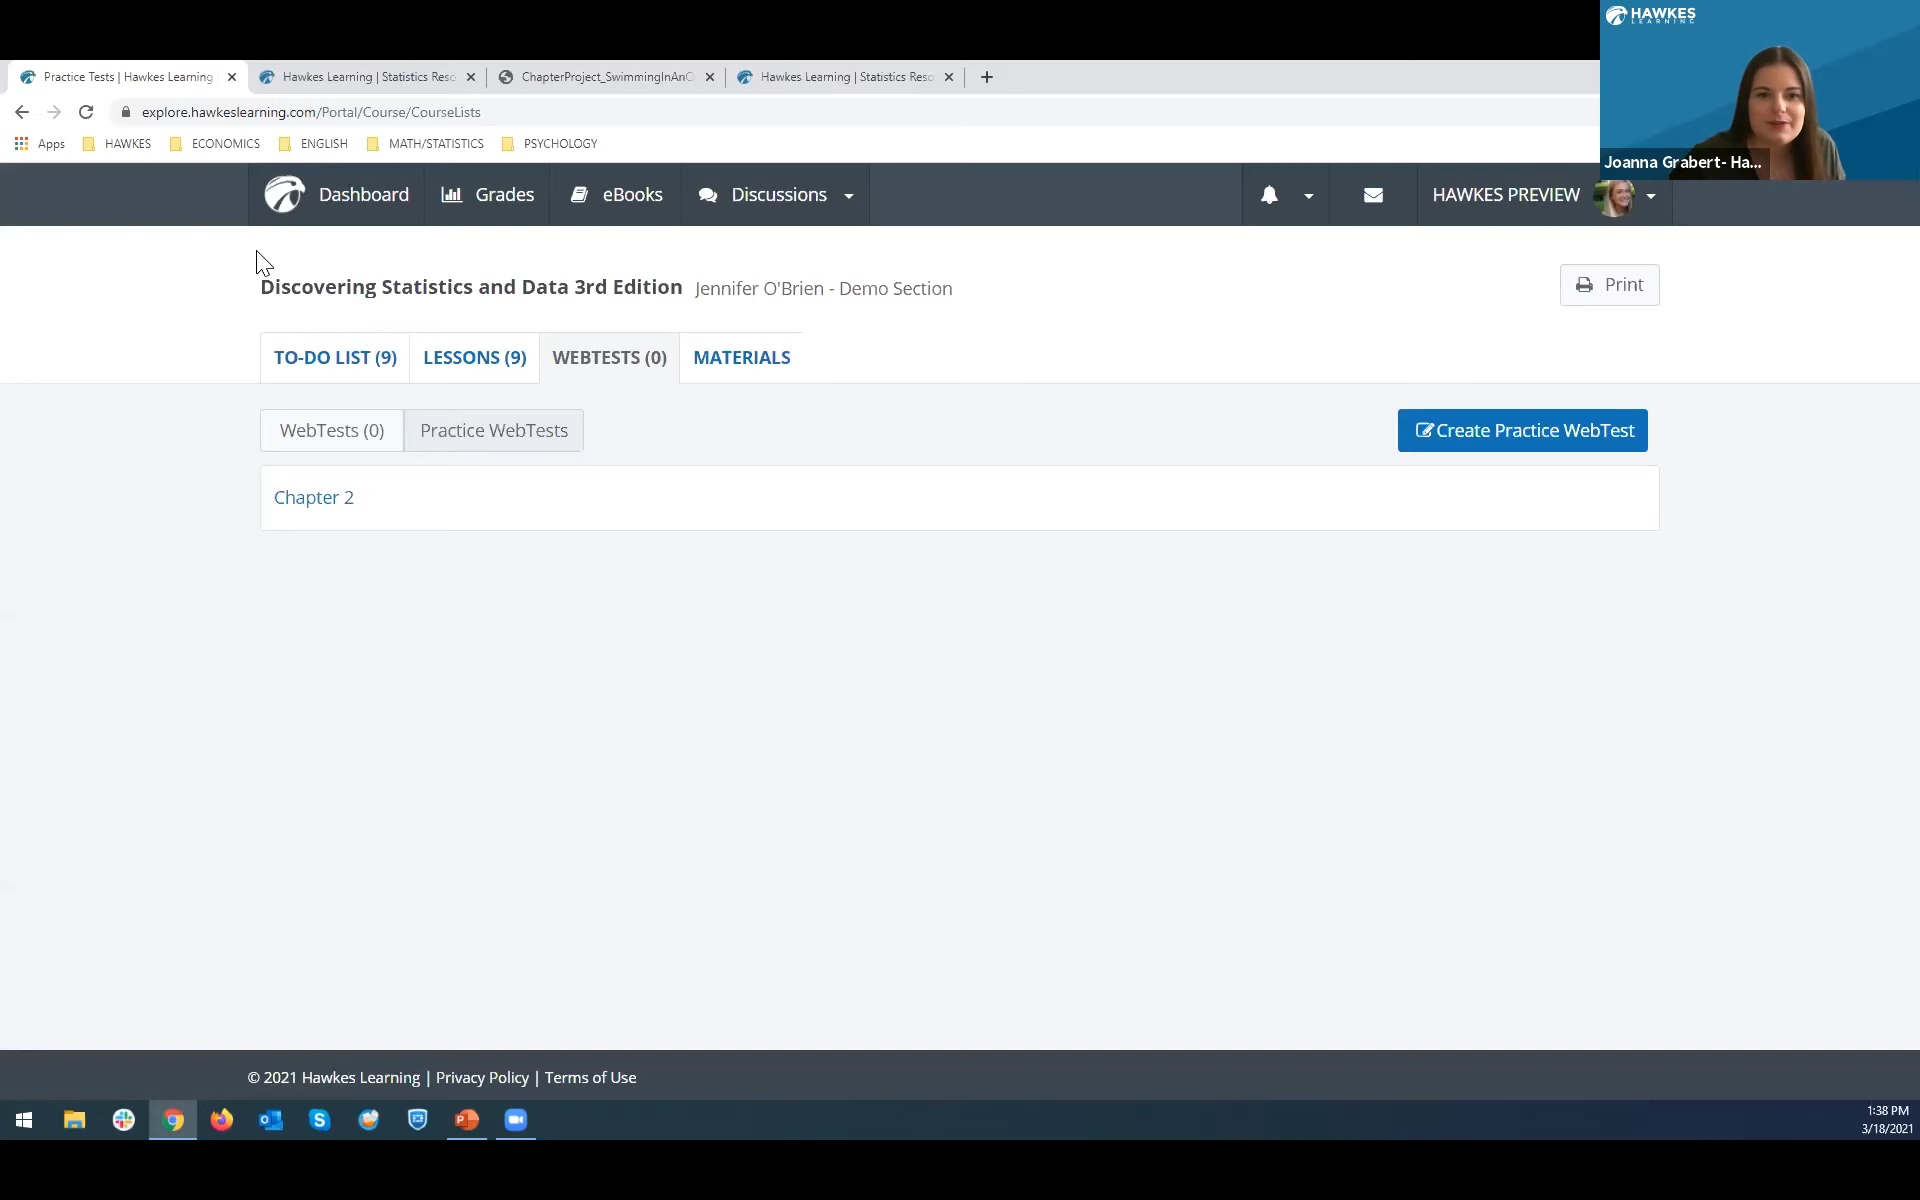 HAWKES
LEARNING
Practice Tests | Hawkes Learning
Hawkes Learning | Statistics Reso
ChapterProject_SwimmingInAnO
Hawkes Learning | Statistics Reso
explore.hawkeslearning.com/Portal/Course/CourseLists
Apps HAWKES ECONOMICS ENGLISH MATH/STATISTICS PSYCHOLOGY
Joanna Grabert- Ha...
Dashboard Grades eBooks Discussions HAWKES PREVIEW
Discovering Statistics and Data 3rd Edition Jennifer O'Brien - Demo Section Print
TO-DO LIST (9) LESSONS (9) WEBTESTS (0) MATERIALS
WebTests (0) Practice WebTests Create Practice WebTest
Chapter 2
© 2021 Hawkes Learning | Privacy Policy | Terms of Use
1:38 PM
3/18/2021